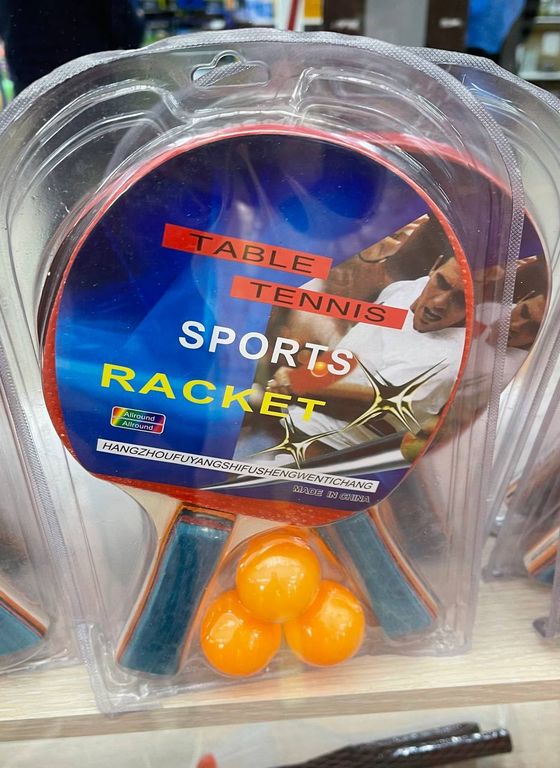 TABLE
TENNIS
SPORTS
RACKET
Allround
Allround
HANGZHOUFUYANGSHIFUSHENGWENTICHANG
MADE IN CHINA